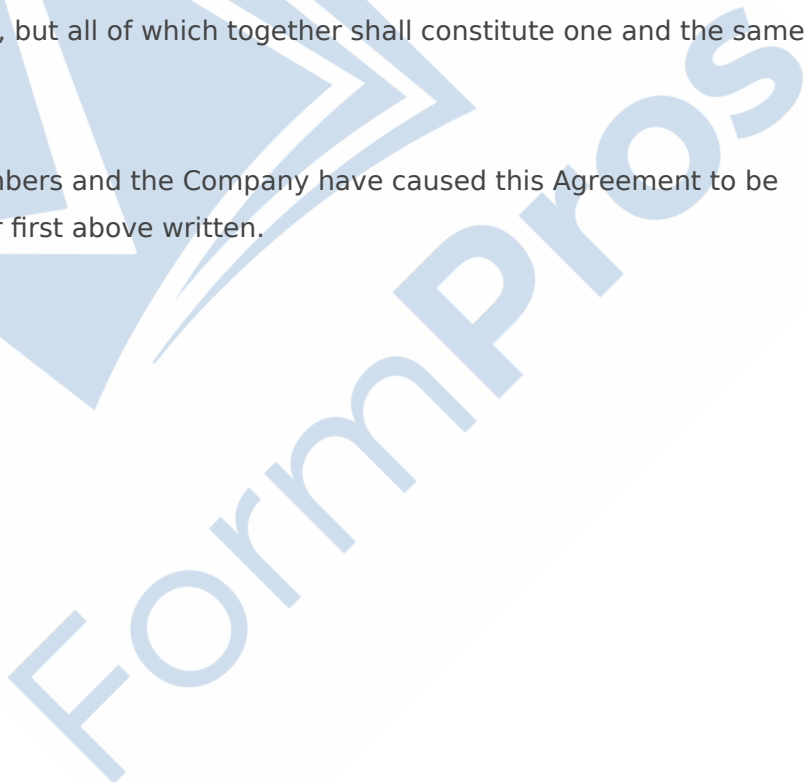 , but all of which together shall constitute one and the same
bers and the Company have caused this Agreement to be
first above written.
FormPros